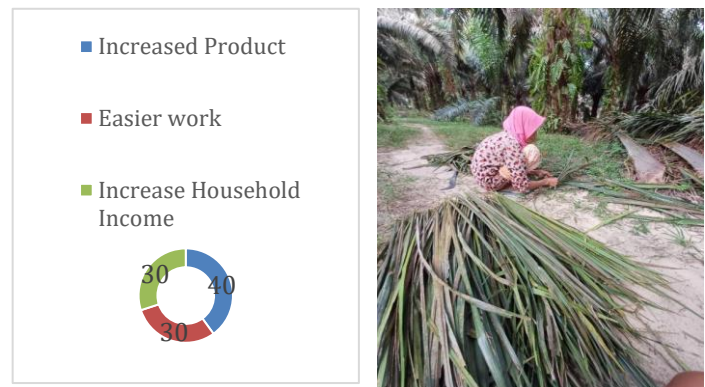 Increased Product
Easier work
Increase Household
Income
30
40
30